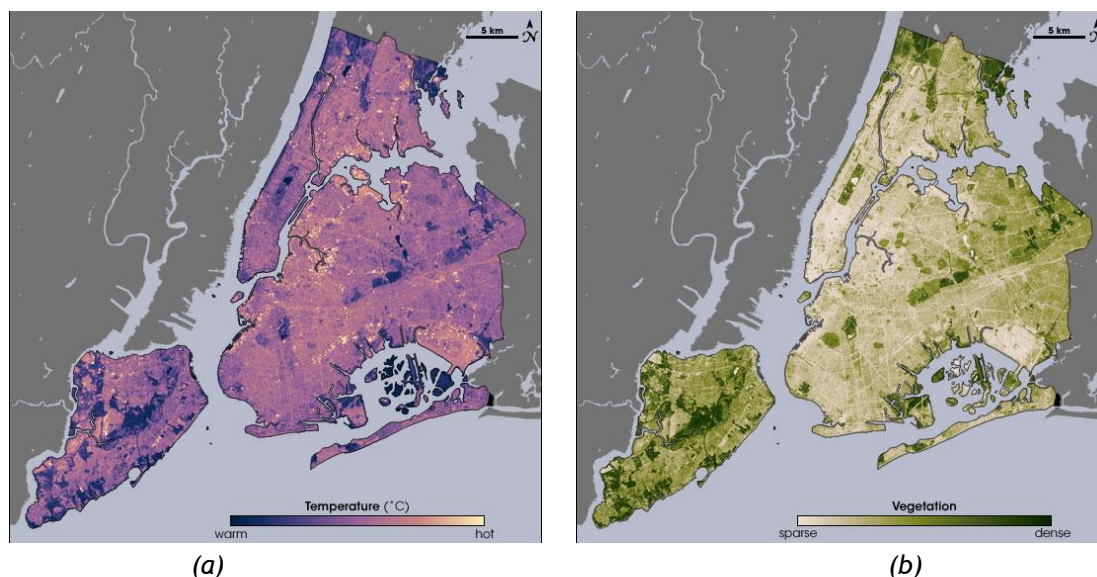 5 km
N
Temperature (°C)
warm hot
(a)
5 km
N
Vegetation
sparse dense
(b)